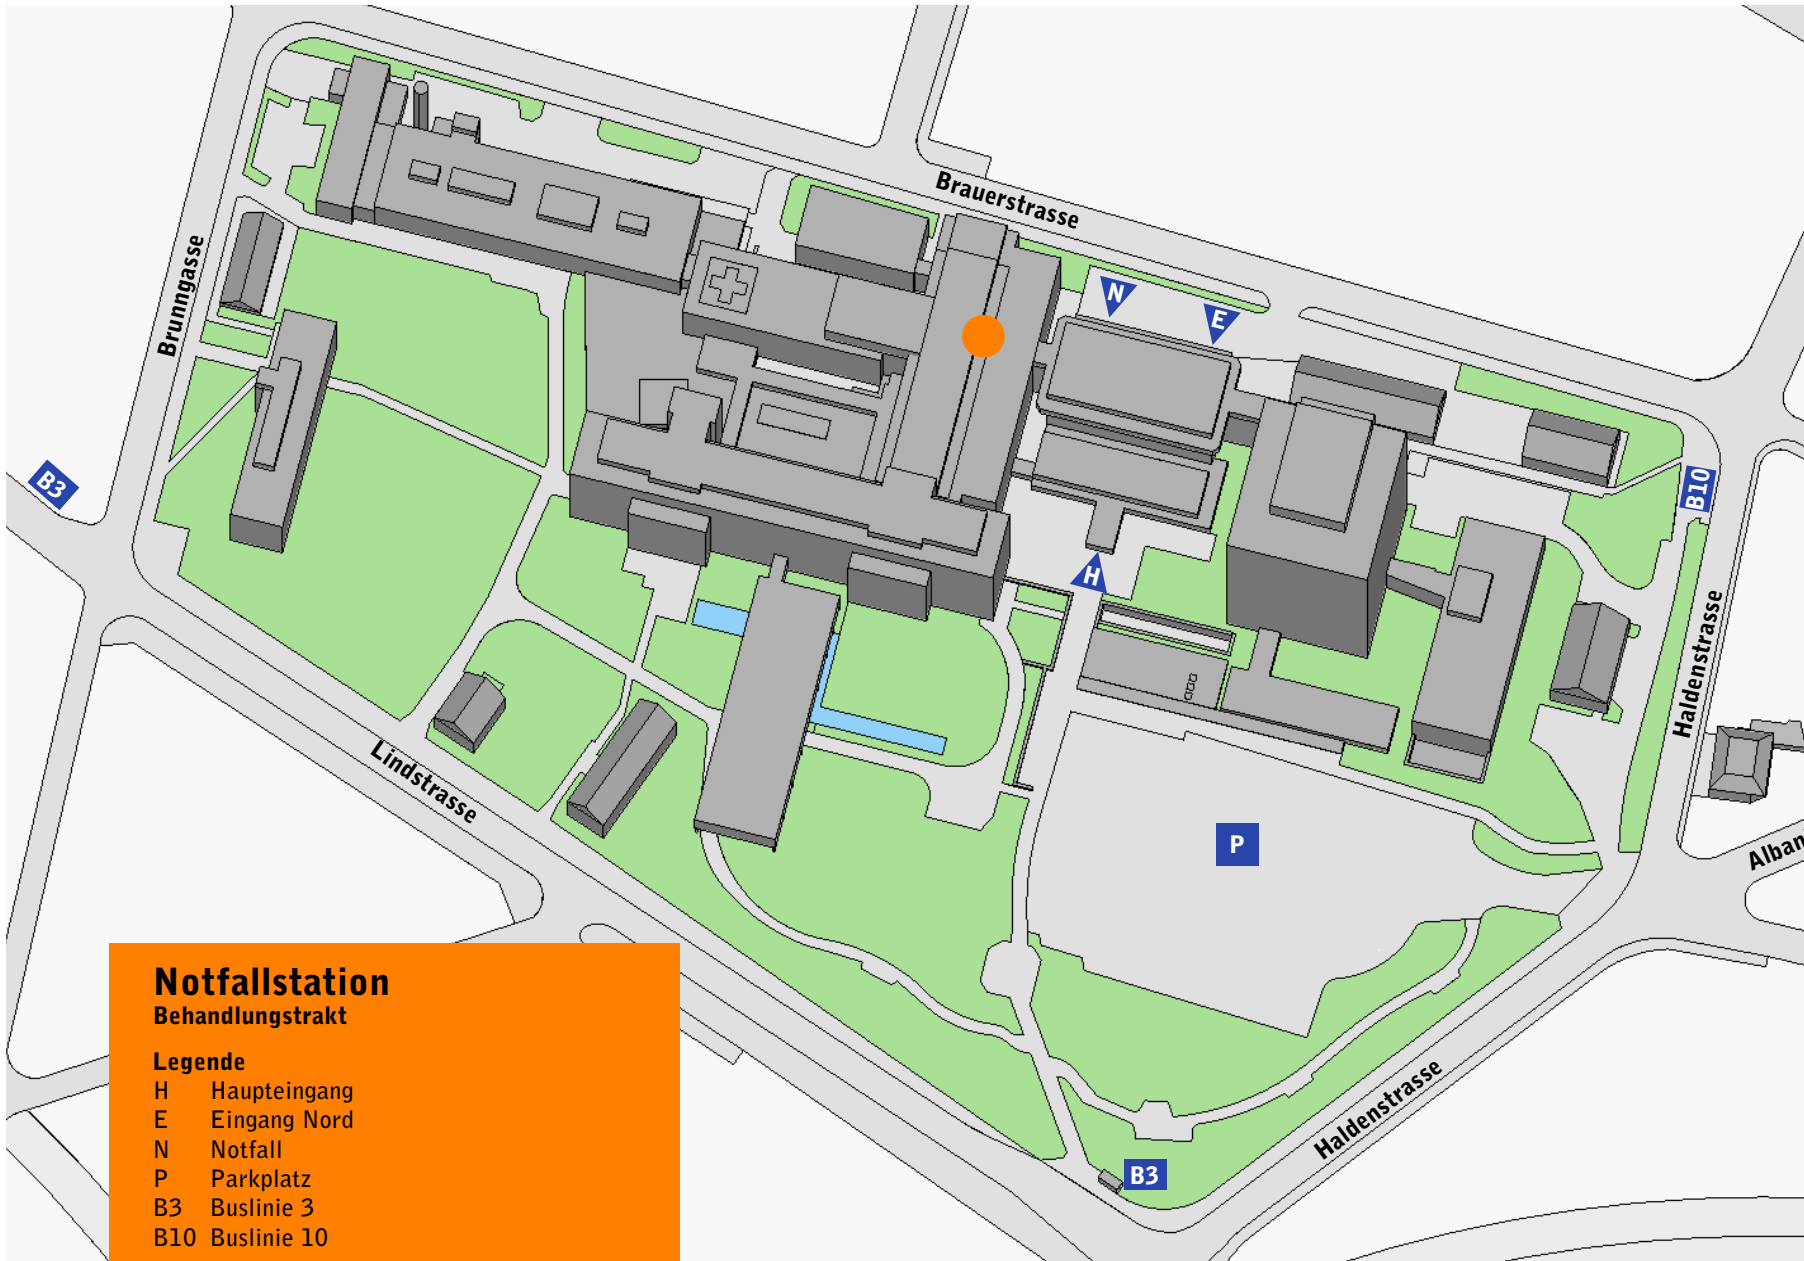 Brauerstrasse
N
E
Brunngasse
B3
B10
H
Haldenstrasse
Lindstrasse
P
Alban
Notfallstation
Behandlungstrakt
Legende
H Haupteingang
E Eingang Nord
N Notfall
P Parkplatz
B3 Buslinie 3
B10 Buslinie 10
Haldenstrasse
B3